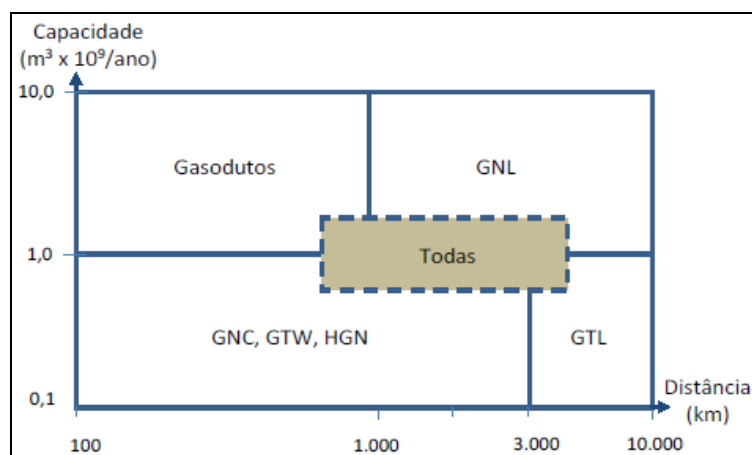 Capacidade
(m³ x 10⁹/ano)
10,0
Gasodutos
GNL
1,0
Todas
GNC, GTW, HGN
GTL
0,1
Distância
(km)
100
1.000
3.000
10.000